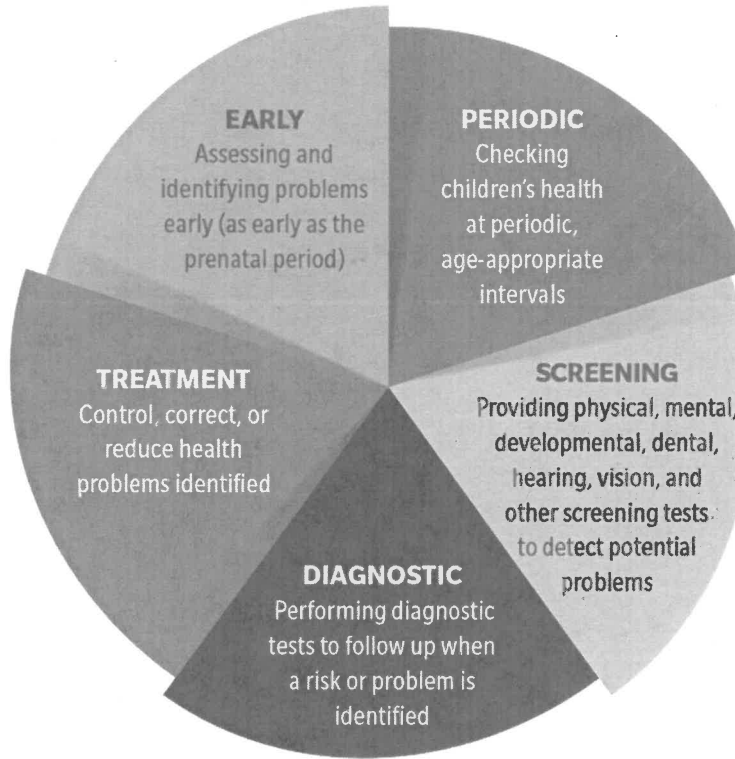 EARLY
Assessing and
identifying problems
early (as early as the
prenatal period)
PERIODIC
Checking
children's health
at periodic,
age-appropriate
intervals
SCREENING
Providing physical, mental,
developmental, dental,
hearing, vision, and
other screening tests
to detect potential
problems
DIAGNOSTIC
Performing diagnostic
tests to follow up when
a risk or problem is
identified
TREATMENT
Control, correct, or
reduce health
problems identified